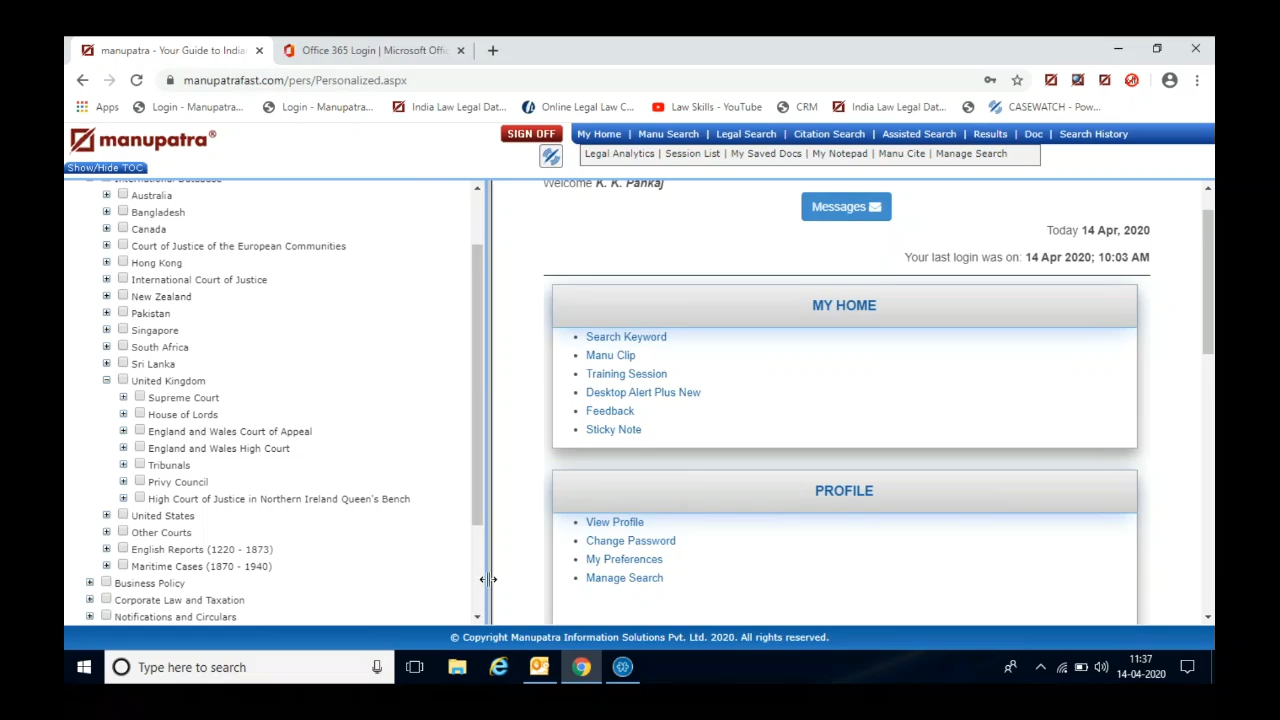 manupatra - Your Guide to India
Office 365 Login | Microsoft Offic
manupatrafast.com/pers/Personalized.aspx
Apps
Login - Manupatra...
Login - Manupatra...
India Law Legal Dat...
Online Legal Law C...
Law Skills - YouTube
CRM
India Law Legal Dat...
CASEWATCH - Pow...
manupatra®
SIGN OFF
My Home | Manu Search | Legal Search | Citation Search | Assisted Search | Results | Doc | Search History
Legal Analytics | Session List | My Saved Docs | My Notepad | Manu Cite | Manage Search
Show/Hide TOC
International Database
Australia
Bangladesh
Canada
Court of Justice of the European Communities
Hong Kong
International Court of Justice
New Zealand
Pakistan
Singapore
South Africa
Sri Lanka
United Kingdom
Supreme Court
House of Lords
England and Wales Court of Appeal
England and Wales High Court
Tribunals
Privy Council
High Court of Justice in Northern Ireland Queen's Bench
United States
Other Courts
English Reports (1220 - 1873)
Maritime Cases (1870 - 1940)
Business Policy
Corporate Law and Taxation
Notifications and Circulars
Welcome K. K. Pankaj
Messages
Today 14 Apr, 2020
Your last login was on: 14 Apr 2020; 10:03 AM
MY HOME
Search Keyword
Manu Clip
Training Session
Desktop Alert Plus New
Feedback
Sticky Note
PROFILE
View Profile
Change Password
My Preferences
Manage Search
© Copyright Manupatra Information Solutions Pvt. Ltd. 2020. All rights reserved.
Type here to search
11:37
14-04-2020